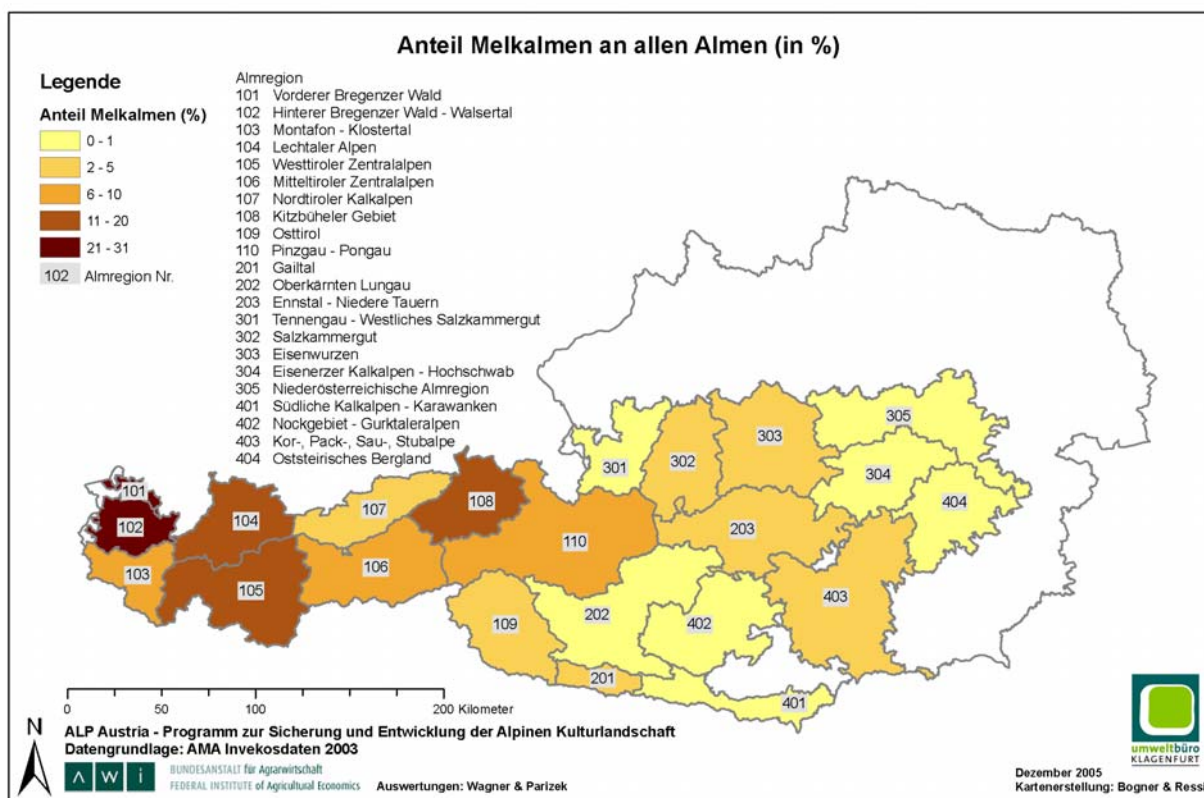 Anteil Melkalmen an allen Almen (in %)
Legende
Anteil Melkalmen (%)
0 - 1
2 - 5
6 - 10
11 - 20
21 - 31
102 Almregion Nr.
Almregion
101 Vorderer Bregenzer Wald
102 Hinterer Bregenzer Wald - Walsertal
103 Montafon - Klostertal
104 Lechtaler Alpen
105 Westtiroler Zentralalpen
106 Mitteltiroler Zentralalpen
107 Nordtiroler Kalkalpen
108 Kitzbüheler Gebiet
109 Osttirol
110 Pinzgau - Pongau
201 Gailtal
202 Oberkärnten Lungau
203 Ennstal - Niedere Tauern
301 Tennengau - Westliches Salzkammergut
302 Salzkammergut
303 Eisenwurzen
304 Eisenerzer Kalkalpen - Hochschwab
305 Niederösterreichische Almregion
401 Südliche Kalkalpen - Karawanken
402 Nockgebiet - Gurktaleralpen
403 Kor-, Pack-, Sau-, Stubalpe
404 Oststeirisches Bergland
305
303
302
301
304
101
404
108
107
104
102
203
110
106
103
105
403
202
109
402
201
401
0 50 100 200 Kilometer
N
ALP Austria - Programm zur Sicherung und Entwicklung der Alpinen Kulturlandschaft
Datengrundlage: AMA Invekosdaten 2003
AWI
BUNDESANSTALT für Agrarwirtschaft
FEDERAL INSTITUTE of Agricultural Economics
Auswertungen: Wagner & Parizek
umweltbüro
KLAGENFURT
Dezember 2005
Kartenerstellung: Bogner & Ressi